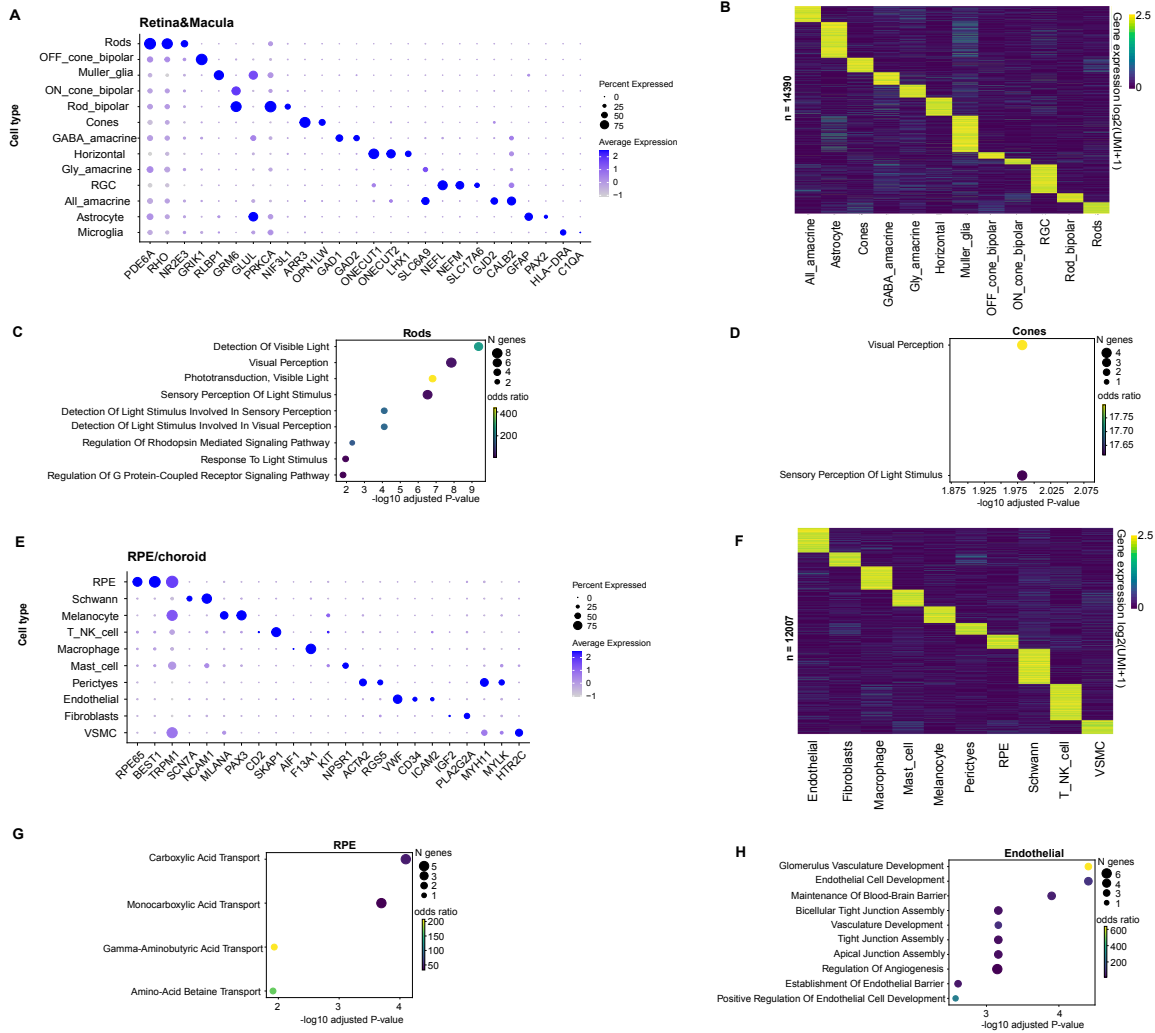 A
Retina&Macula
Cell type
Rods
OFF_cone_bipolar
Muller_glia
ON_cone_bipolar
Rod_bipolar
Cones
GABA_amacrine
Horizontal
Gly_amacrine
RGC
All_amacrine
Astrocyte
Microglia
PDE6A
RHO
NR2E3
GRIK1
RLBP1
GRM6
GLUL
PRKCA
NIF3L1
ARR3
OPN1LW
GAD1
GAD2
ONECUT1
ONECUT2
LHX1
SLC6A9
NEFL
NEFM
SLC17A6
GJD2
CALB2
GFAP
PAX2
HLA-DRA
C1QA
Percent Expressed
0
25
50
75
Average Expression
2
1
0
−1
B
n = 14390
All_amacrine
Astrocyte
Cones
GABA_amacrine
Gly_amacrine
Horizontal
Muller_glia
OFF_cone_bipolar
ON_cone_bipolar
RGC
Rod_bipolar
Rods
2.5
0
Gene expression log2(UMI+1)
C
Rods
Detection Of Visible Light
Visual Perception
Phototransduction, Visible Light
Sensory Perception Of Light Stimulus
Detection Of Light Stimulus Involved In Sensory Perception
Detection Of Light Stimulus Involved In Visual Perception
Regulation Of Rhodopsin Mediated Signaling Pathway
Response To Light Stimulus
Regulation Of G Protein-Coupled Receptor Signaling Pathway
2 3 4 5 6 7 8 9
-log10 adjusted P-value
N genes
8
6
4
2
odds ratio
400
200
D
Cones
Visual Perception
Sensory Perception Of Light Stimulus
1.875 1.925 1.975 2.025 2.075
-log10 adjusted P-value
N genes
4
3
2
1
odds ratio
17.75
17.70
17.65
E
RPE/choroid
Cell type
RPE
Schwann
Melanocyte
T_NK_cell
Macrophage
Mast_cell
Perictyes
Endothelial
Fibroblasts
VSMC
RPE65
BEST1
TRPM1
SCN7A
NCAM1
MLANA
PAX3
CD2
SKAP1
AIF1
F13A1
KIT
NPSR1
ACTA2
RGS5
VWF
CD34
ICAM2
IGF2
PLA2G2A
MYH11
MYLK
HTR2C
Percent Expressed
0
25
50
75
Average Expression
2
1
0
−1
F
n = 12007
Endothelial
Fibroblasts
Macrophage
Mast_cell
Melanocyte
Perictyes
RPE
Schwann
T_NK_cell
VSMC
2.5
0
Gene expression log2(UMI+1)
G
RPE
Carboxylic Acid Transport
Monocarboxylic Acid Transport
Gamma-Aminobutyric Acid Transport
Amino-Acid Betaine Transport
2 3 4
-log10 adjusted P-value
N genes
5
3
2
1
odds ratio
200
150
100
50
H
Endothelial
Glomerulus Vasculature Development
Endothelial Cell Development
Maintenance Of Blood-Brain Barrier
Bicellular Tight Junction Assembly
Vasculature Development
Tight Junction Assembly
Apical Junction Assembly
Regulation Of Angiogenesis
Establishment Of Endothelial Barrier
Positive Regulation Of Endothelial Cell Development
3 4
-log10 adjusted P-value
N genes
6
4
3
1
odds ratio
600
400
200